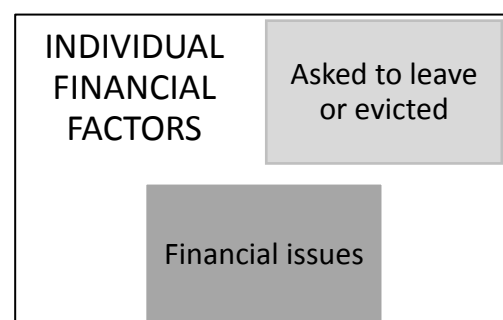 INDIVIDUAL
FINANCIAL
FACTORS
Asked to leave
or evicted
Financial issues